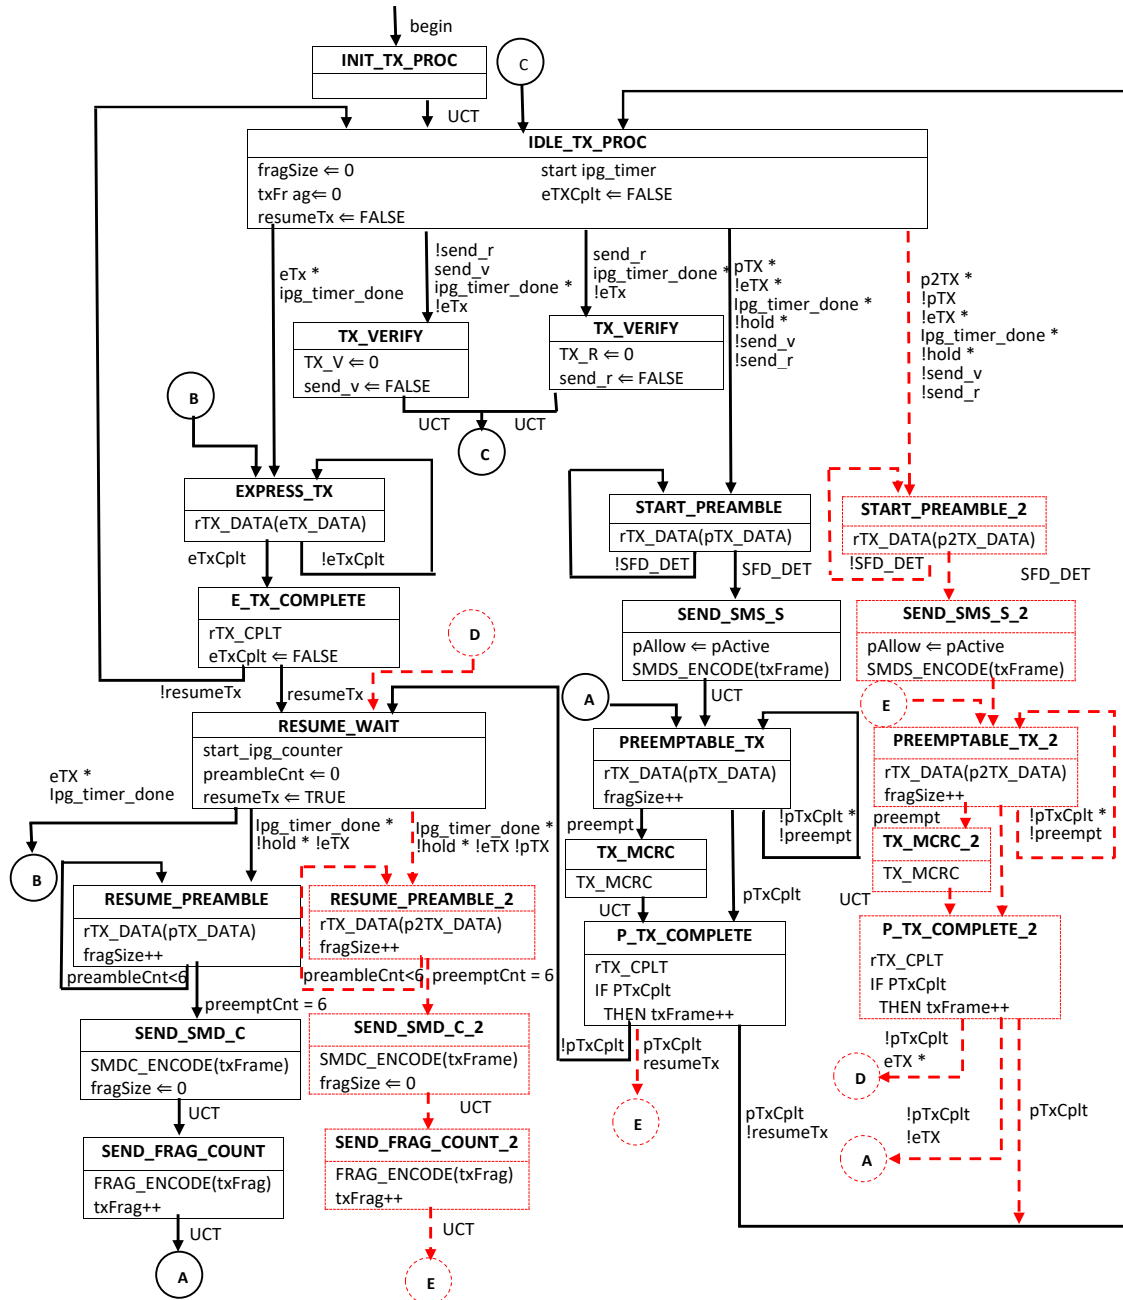 begin
INIT_TX_PROC
C
UCT
IDLE_TX_PROC
fragSize ⇐ 0
start ipg_timer
txFr ag⇐ 0
eTXCplt ⇐ FALSE
resumeTx ⇐ FALSE
eTx *
ipg_timer_done
!send_r
send_v
ipg_timer_done *
!eTx
send_r
ipg_timer_done *
!eTx
pTX *
!eTX *
Ipg_timer_done *
!hold *
!send_v
!send_r
p2TX *
!pTX
!eTX *
Ipg_timer_done *
!hold *
!send_v
!send_r
TX_VERIFY
TX_V ⇐ 0
send_v ⇐ FALSE
TX_VERIFY
TX_R ⇐ 0
send_r ⇐ FALSE
UCT
UCT
C
B
EXPRESS_TX
rTX_DATA(eTX_DATA)
eTxCplt
!eTxCplt
START_PREAMBLE
rTX_DATA(pTX_DATA)
!SFD_DET
SFD_DET
START_PREAMBLE_2
rTX_DATA(p2TX_DATA)
!SFD_DET
SFD_DET
E_TX_COMPLETE
rTX_CPLT
eTxCplt ⇐ FALSE
!resumeTx
resumeTx
D
SEND_SMS_S
pAllow ⇐ pActive
SMDS_ENCODE(txFrame)
UCT
SEND_SMS_S_2
pAllow ⇐ pActive
SMDS_ENCODE(txFrame)
A
E
RESUME_WAIT
start_ipg_counter
preambleCnt ⇐ 0
resumeTx ⇐ TRUE
PREEMPTABLE_TX
rTX_DATA(pTX_DATA)
fragSize++
PREEMPTABLE_TX_2
rTX_DATA(p2TX_DATA)
fragSize++
eTX *
Ipg_timer_done
Ipg_timer_done *
!hold * !eTX
Ipg_timer_done *
!hold * !eTX !pTX
preempt
!pTxCplt *
!preempt
preempt
!pTxCplt *
!preempt
B
TX_MCRC
TX_MCRC
UCT
pTxCplt
TX_MCRC_2
TX_MCRC
UCT
RESUME_PREAMBLE
rTX_DATA(pTX_DATA)
fragSize++
preambleCnt<6
preemptCnt = 6
RESUME_PREAMBLE_2
rTX_DATA(p2TX_DATA)
fragSize++
preambleCnt<6
preemptCnt = 6
P_TX_COMPLETE
rTX_CPLT
IF PTxCplt
THEN txFrame++
P_TX_COMPLETE_2
rTX_CPLT
IF PTxCplt
THEN txFrame++
SEND_SMD_C
SMDC_ENCODE(txFrame)
fragSize ⇐ 0
UCT
SEND_SMD_C_2
SMDC_ENCODE(txFrame)
fragSize ⇐ 0
UCT
!pTxCplt
pTxCplt
resumeTx
E
!pTxCplt
eTX *
D
!pTxCplt
!eTX
A
pTxCplt
pTxCplt
!resumeTx
SEND_FRAG_COUNT
FRAG_ENCODE(txFrag)
txFrag++
UCT
A
SEND_FRAG_COUNT_2
FRAG_ENCODE(txFrag)
txFrag++
UCT
E